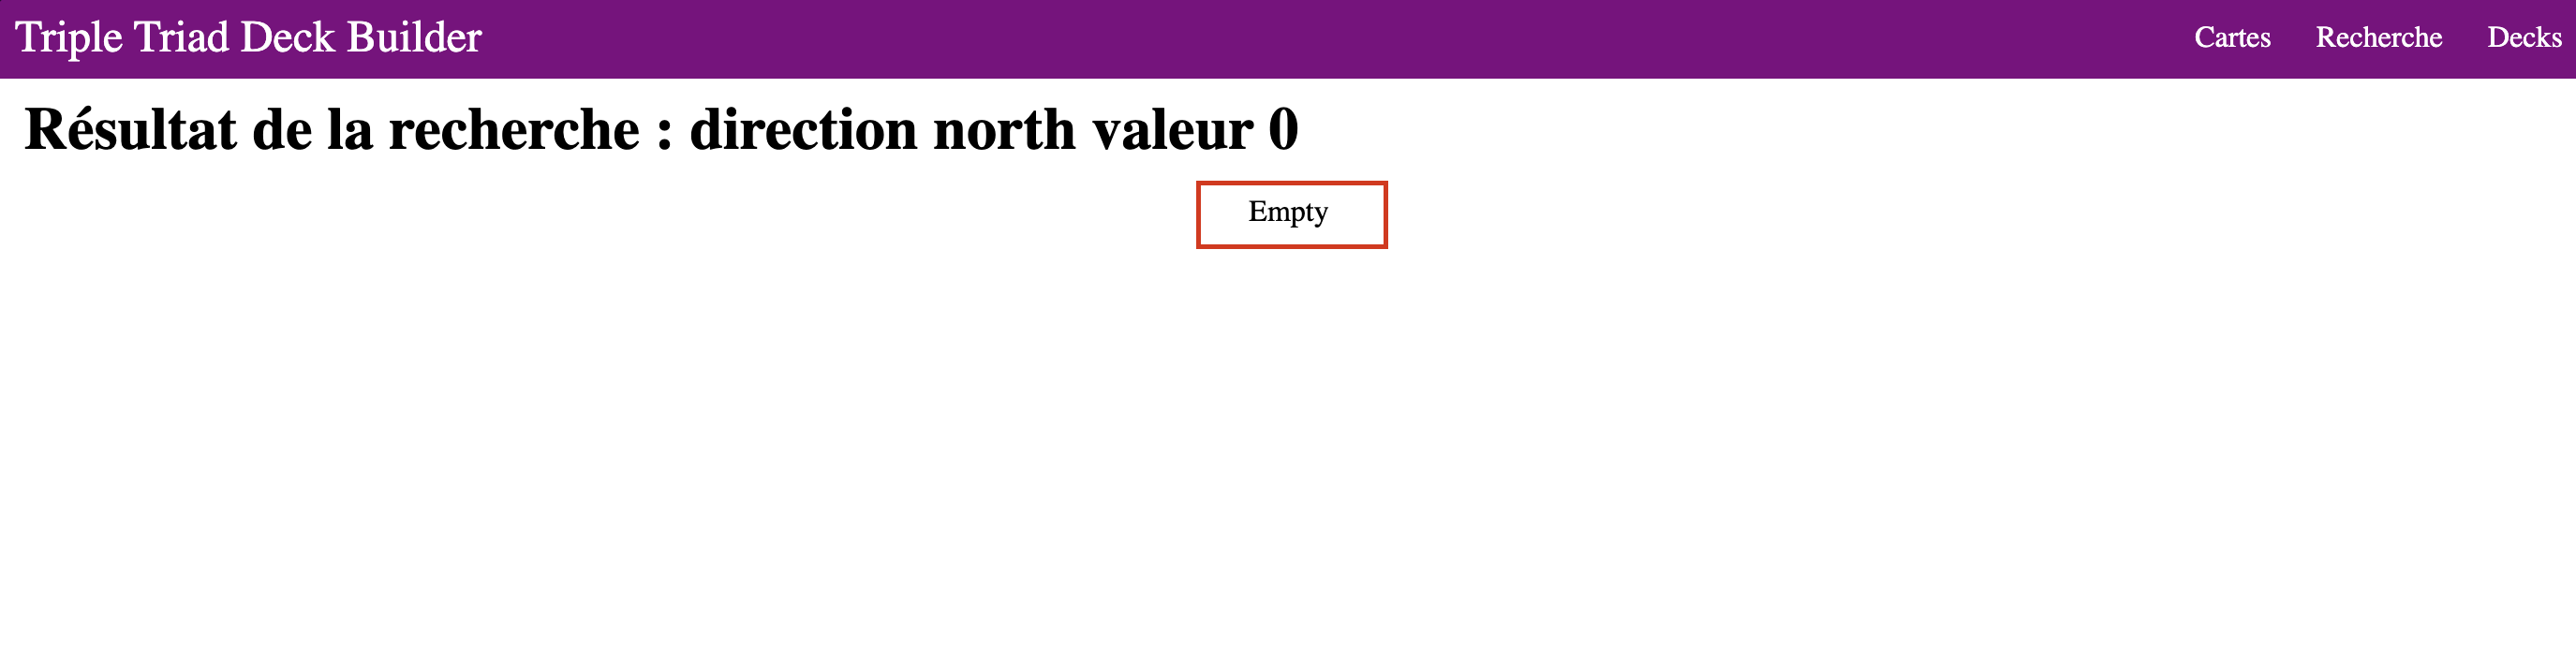 Triple Triad Deck Builder Cartes Recherche Decks
Résultat de la recherche : direction north valeur 0
Empty